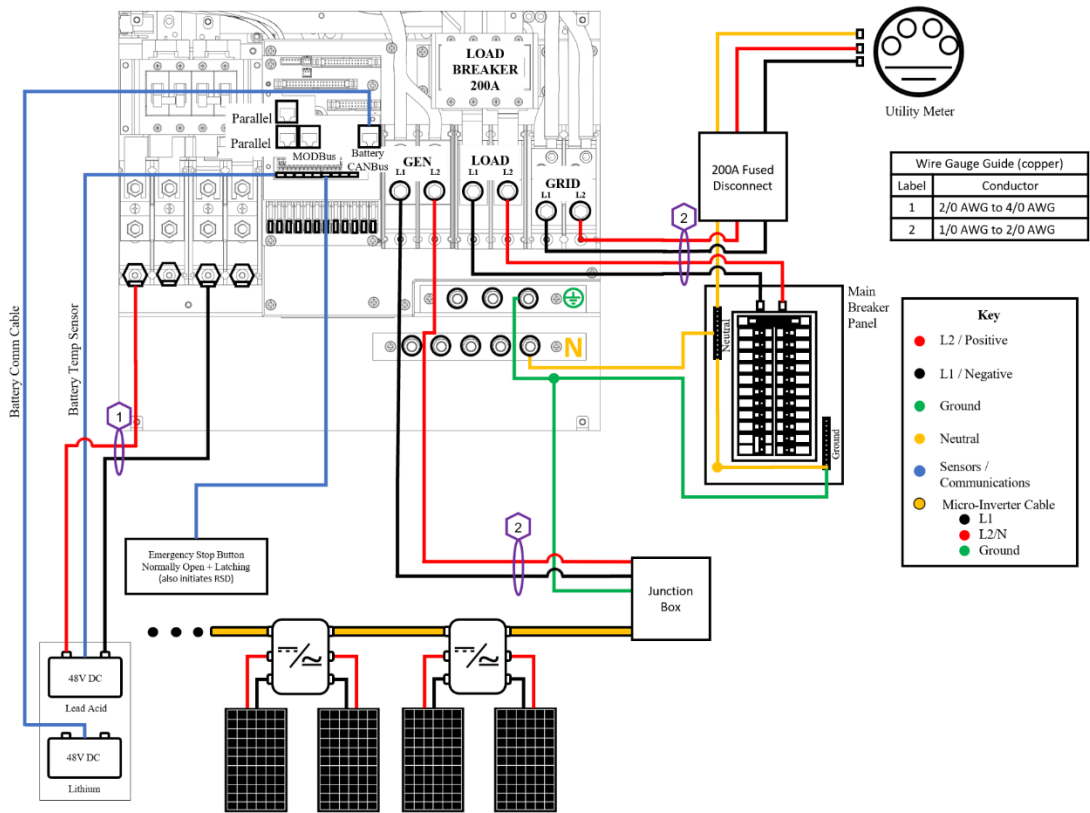 LOAD
BREAKER
200A
Utility Meter
Parallel
Parallel
MODBus
Battery
CANBus
GEN
L1
L2
LOAD
L1
L2
GRID
L1
L2
200A Fused
Disconnect
Wire Gauge Guide (copper)
Label Conductor
1 2/0 AWG to 4/0 AWG
2 1/0 AWG to 2/0 AWG
2
N
Main
Breaker
Panel
Neutral
Ground
Key
L2 / Positive
L1 / Negative
Ground
Neutral
Sensors /
Communications
Micro-Inverter Cable
L1
L2/N
Ground
Battery Comm Cable
Battery Temp Sensor
1
Emergency Stop Button
Normally Open + Latching
(also initiates RSD)
2
Junction
Box
48V DC
Lead Acid
48V DC
Lithium